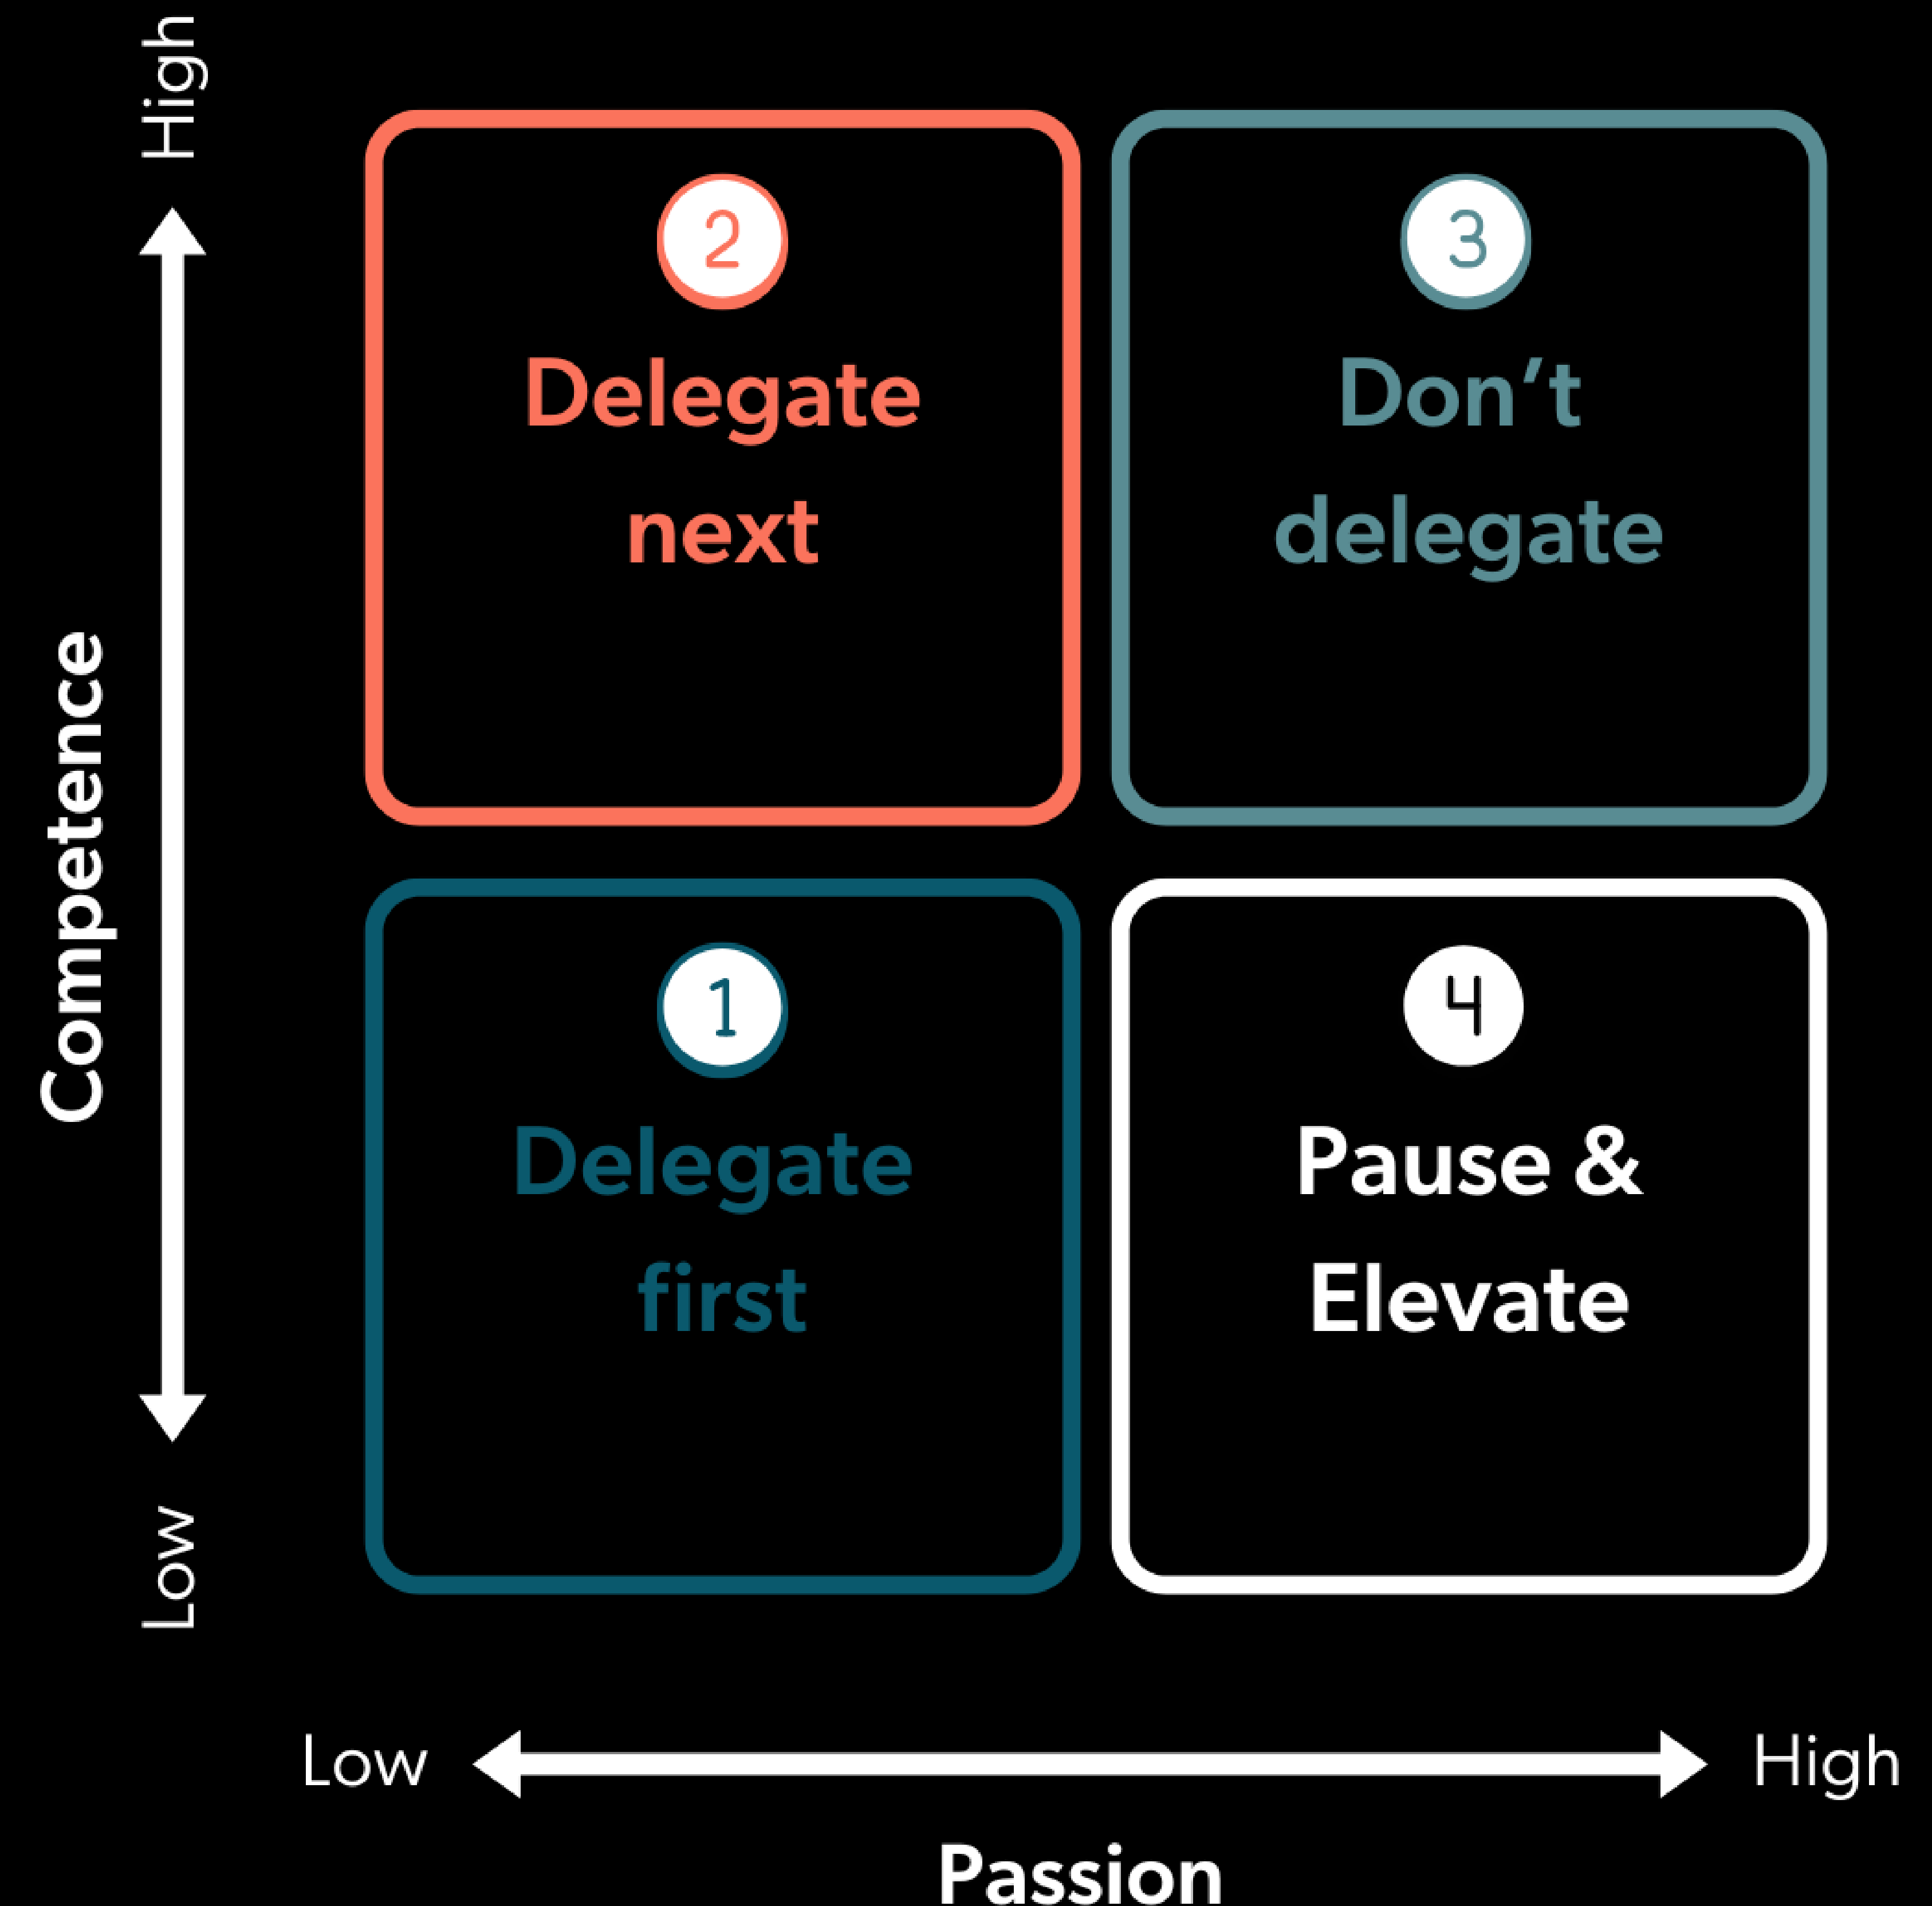 High
2
Delegate
next
3
Don’t
delegate
Competence
1
Delegate
first
4
Pause &
Elevate
Low
Low
High
Passion